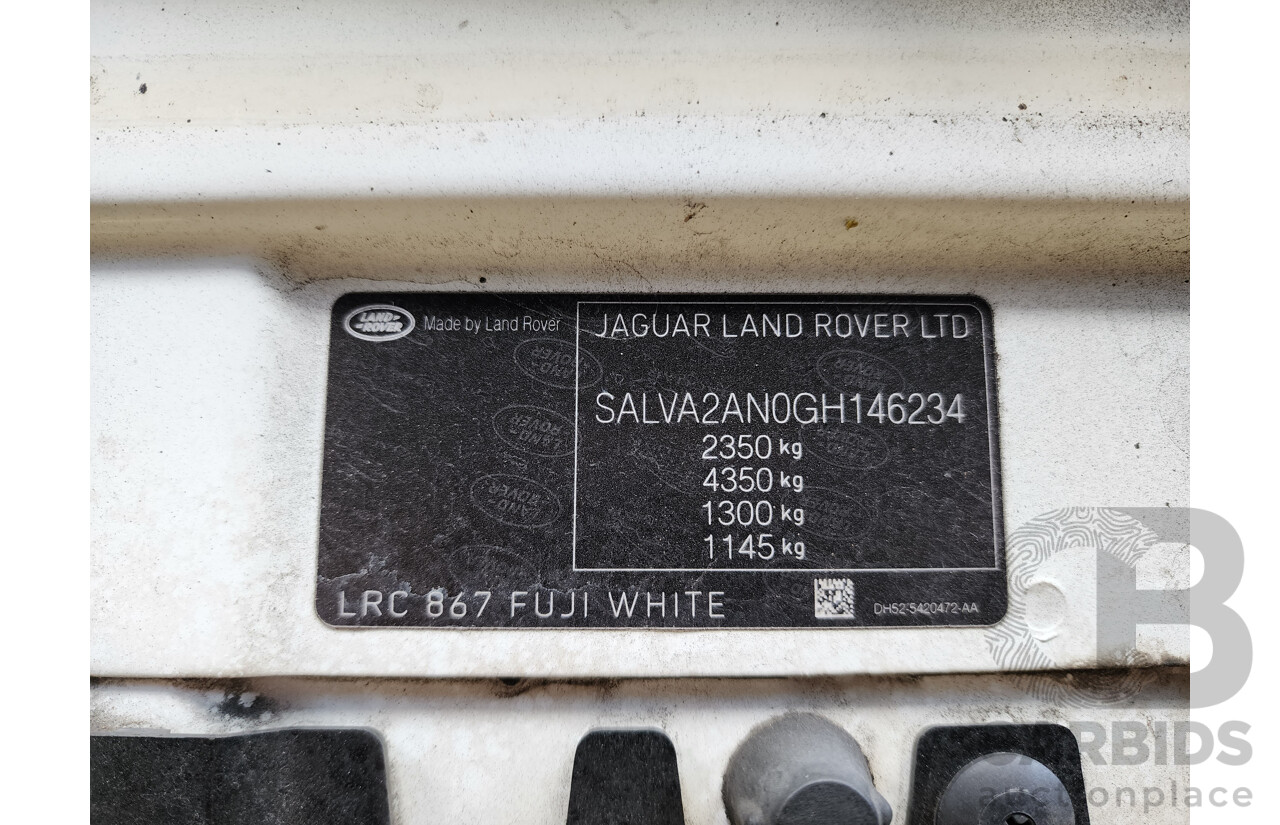 LAND-
-ROVER
Made by Land Rover
JAGUAR LAND ROVER LTD
SALVA2AN0GH146234
2350 kg
4350 kg
1300 kg
1145 kg
LRC 867 FUJI WHITE
DH52-5420472-AA
CARBIDS
auctionplace